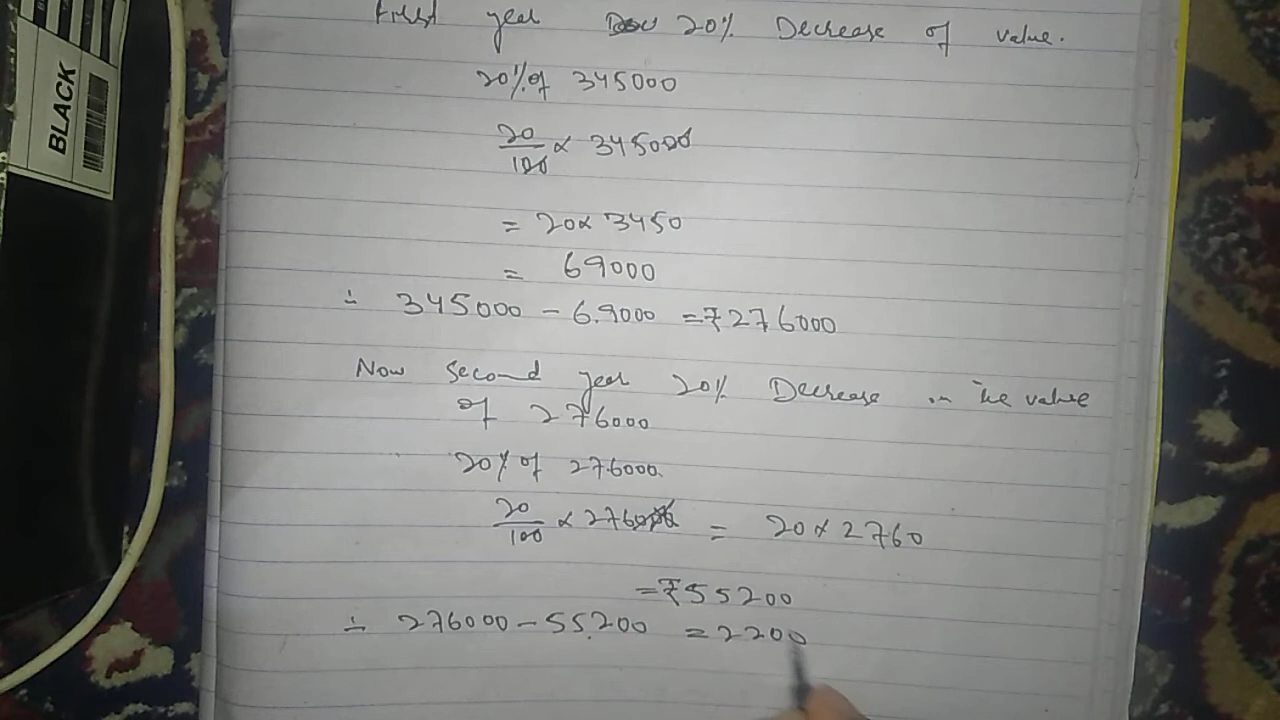 BLACK
First year 20% Decrease of value.
20% of 345000
20/100 × 345000
= 20 × 3450
= 69000
∴ 345000 - 69000 = ₹276000
Now second year 20% Decrease in the value
of 276000
20% of 276000
20/100 × 276000 = 20 × 2760
= ₹55200
∴ 276000 - 55200 = 2200